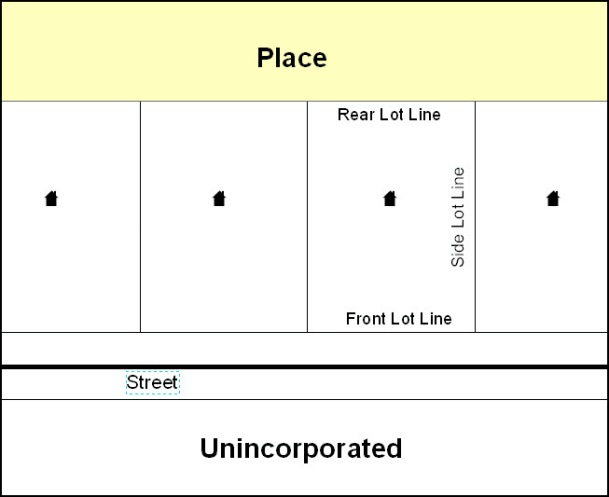 Place
Rear Lot Line
Side Lot Line
Front Lot Line
Street
Unincorporated